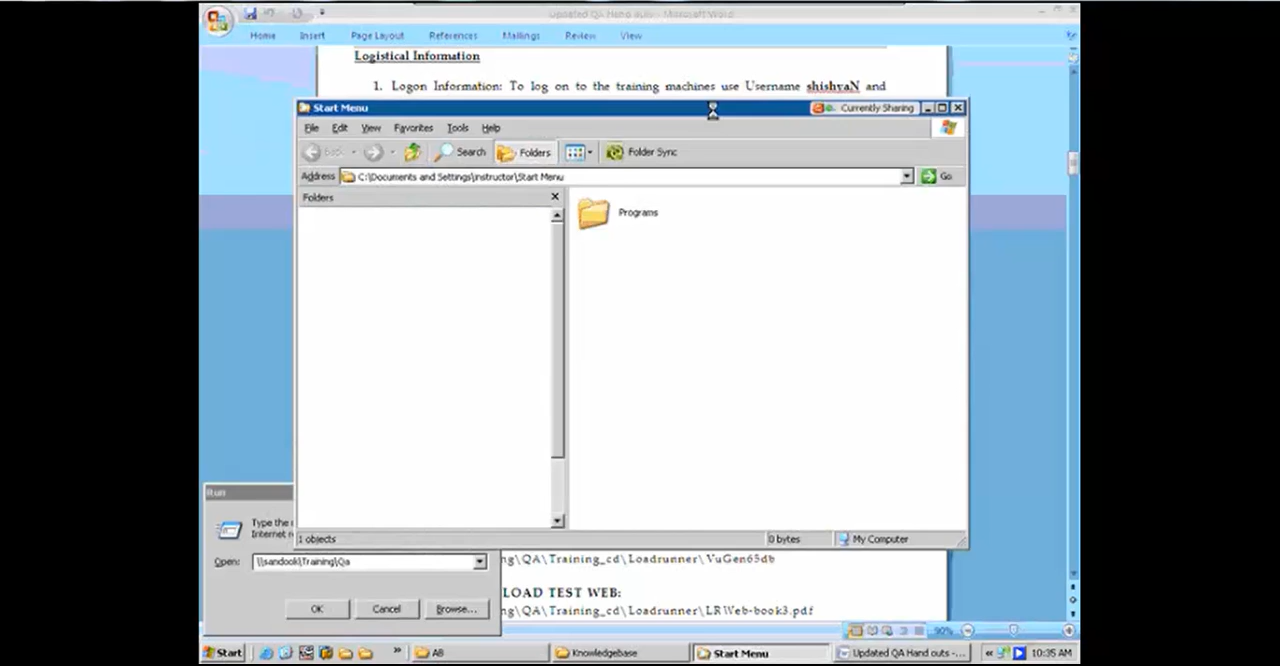 Updated QA Hand outs - Microsoft Word
Home Insert Page Layout References Mailings Review View
Logistical Information
1. Logon Information: To log on to the training machines use Username shishyaN and
Start Menu
Currently Sharing
File Edit View Favorites Tools Help
Back Search Folders Folder Sync
Address C:\Documents and Settings\instructor\Start Menu Go
Folders
Programs
1 objects 0 bytes My Computer
Run
Type the
Internet
Open: \\sandook\Training\Qa
OK Cancel Browse...
ng\QA\Training_cd\Loadrunner\VuGen65db
LOAD TEST WEB:
ng\QA\Training_cd\Loadrunner\LRWeb-book3.pdf
90%
Start » A8 Knowledgebase Start Menu Updated QA Hand outs -... « 10:35 AM